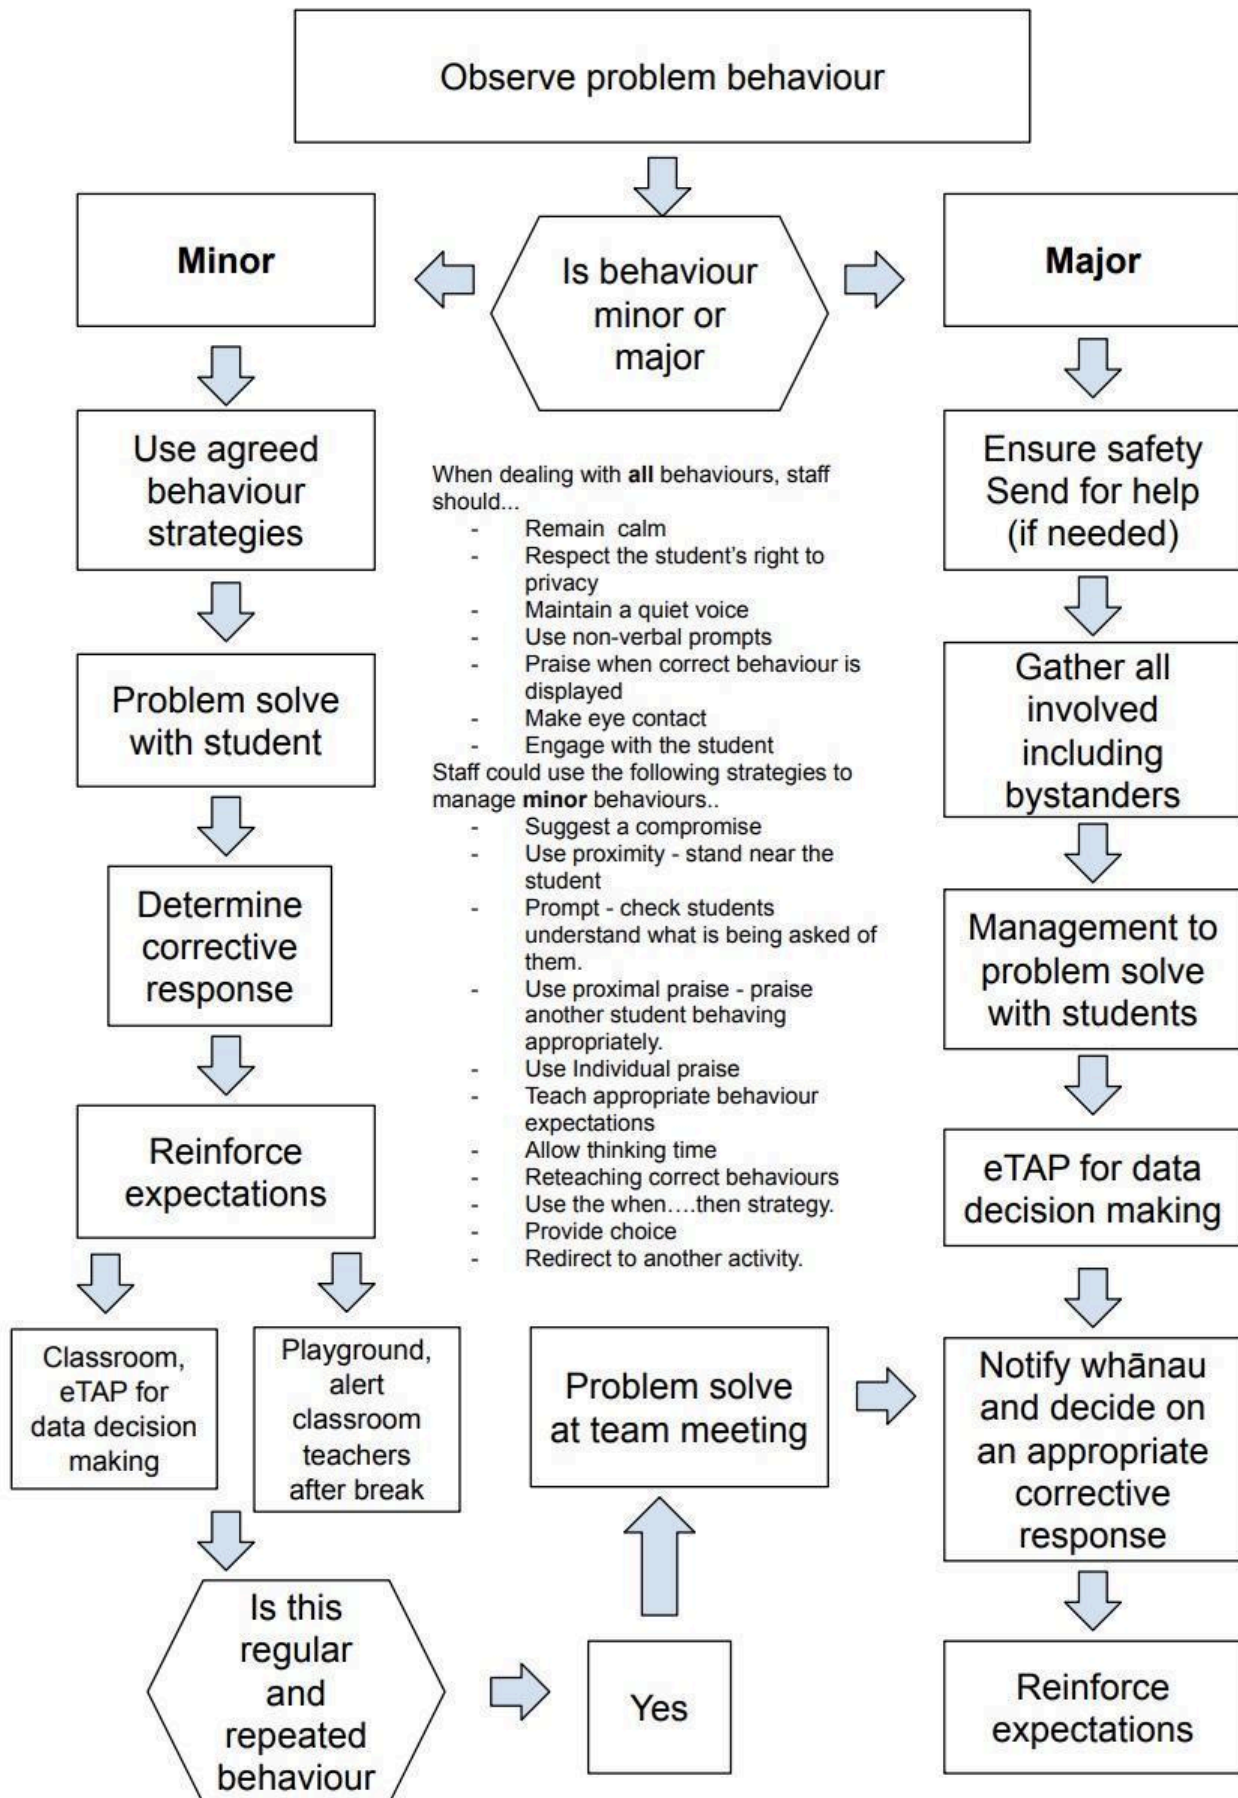 Observe problem behaviour
Minor
Is behaviour
minor or
major
Major
Use agreed
behaviour
strategies
Problem solve
with student
Determine
corrective
response
Reinforce
expectations
Classroom,
eTAP for
data decision
making
Playground,
alert
classroom
teachers
after break
Is this
regular
and
repeated
behaviour
Yes
Problem solve
at team meeting
When dealing with all behaviours, staff
should...
- Remain calm
- Respect the student’s right to
privacy
- Maintain a quiet voice
- Use non-verbal prompts
- Praise when correct behaviour is
displayed
- Make eye contact
- Engage with the student
Staff could use the following strategies to
manage minor behaviours..
- Suggest a compromise
- Use proximity - stand near the
student
- Prompt - check students
understand what is being asked of
them.
- Use proximal praise - praise
another student behaving
appropriately.
- Use Individual praise
- Teach appropriate behaviour
expectations
- Allow thinking time
- Reteaching correct behaviours
- Use the when….then strategy.
- Provide choice
- Redirect to another activity.
Ensure safety
Send for help
(if needed)
Gather all
involved
including
bystanders
Management to
problem solve
with students
eTAP for data
decision making
Notify whānau
and decide on
an appropriate
corrective
response
Reinforce
expectations